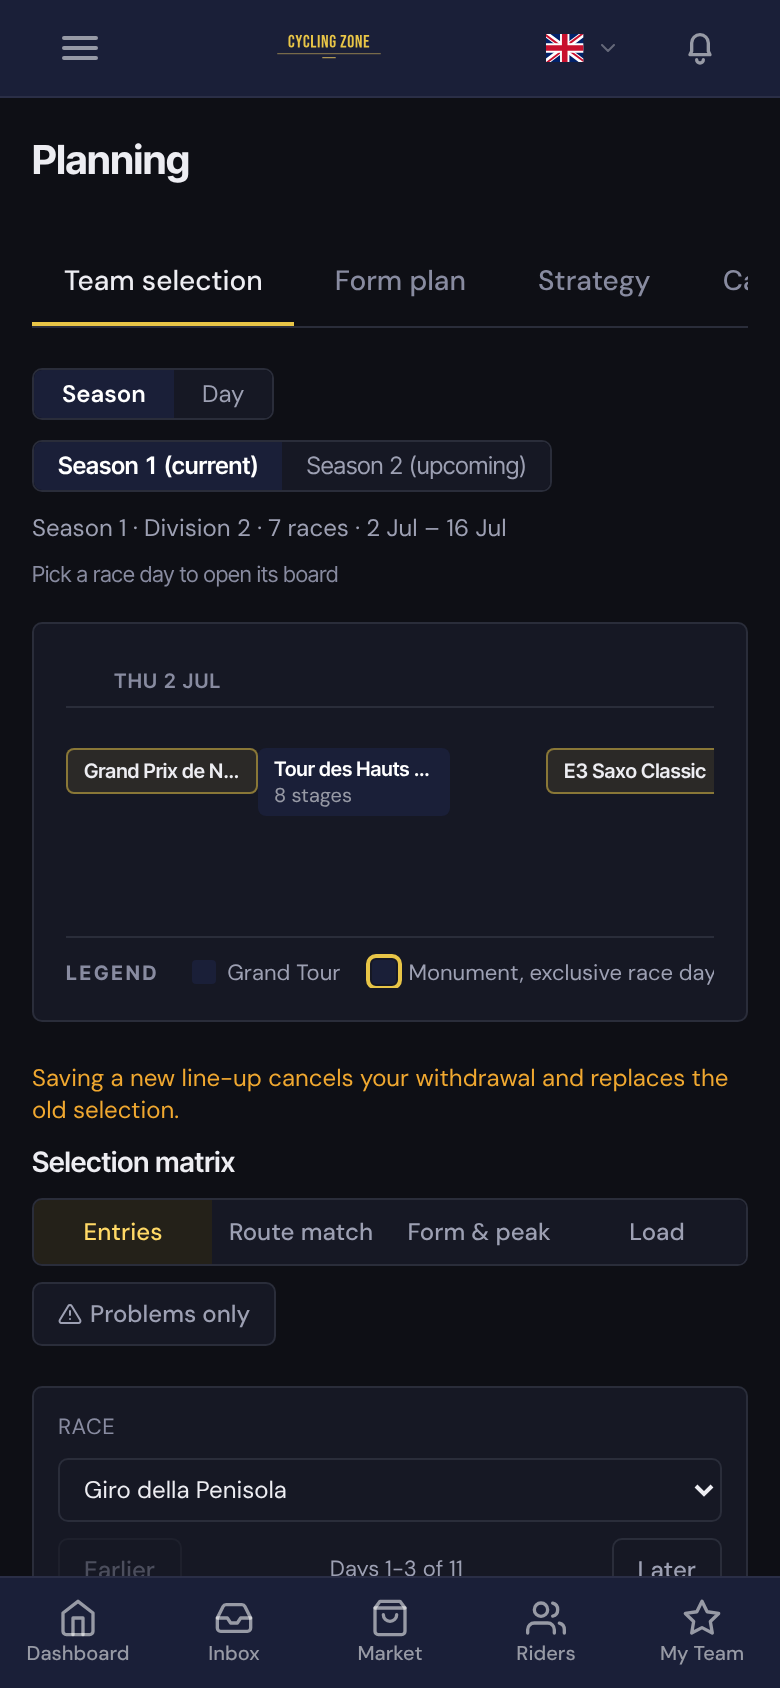 CYCLING ZONE
Planning
Team selection Form plan Strategy Ca
Season Day
Season 1 (current) Season 2 (upcoming)
Season 1 · Division 2 · 7 races · 2 Jul – 16 Jul
Pick a race day to open its board
THU 2 JUL
Grand Prix de N... Tour des Hauts ... E3 Saxo Classic
8 stages
LEGEND Grand Tour Monument, exclusive race day
Saving a new line-up cancels your withdrawal and replaces the
old selection.
Selection matrix
Entries Route match Form & peak Load
Problems only
RACE
Giro della Penisola
Earlier Days 1-3 of 11 Later
Dashboard Inbox Market Riders My Team